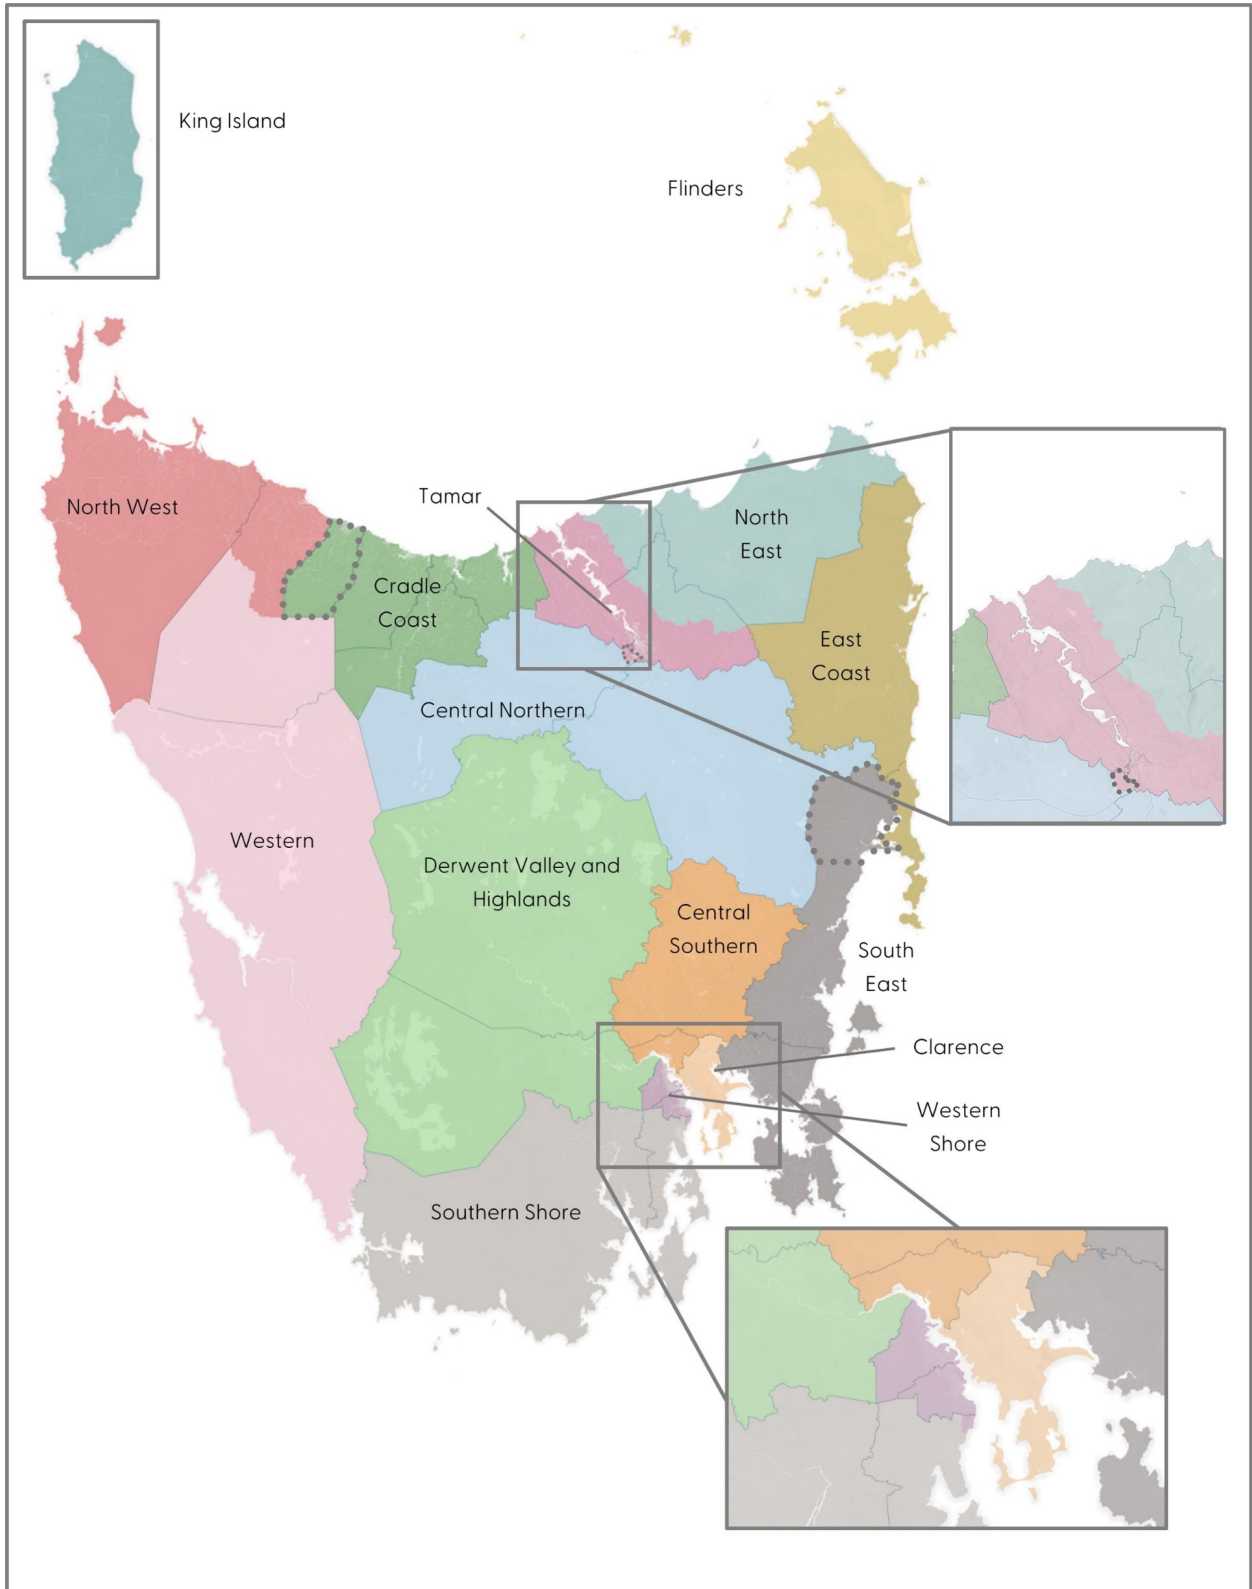 King Island
Flinders
Tamar
North West
North
East
Cradle
Coast
East
Coast
Central Northern
Western
Derwent Valley and
Highlands
Central
Southern
South
East
Clarence
Western
Shore
Southern Shore